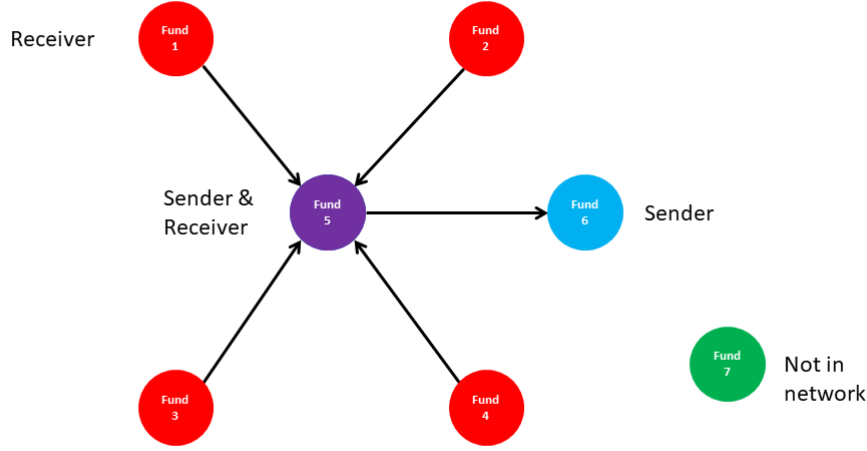 Receiver
Fund
1
Fund
2
Sender &
Receiver
Fund
5
Fund
6
Sender
Fund
3
Fund
4
Fund
7
Not in
network